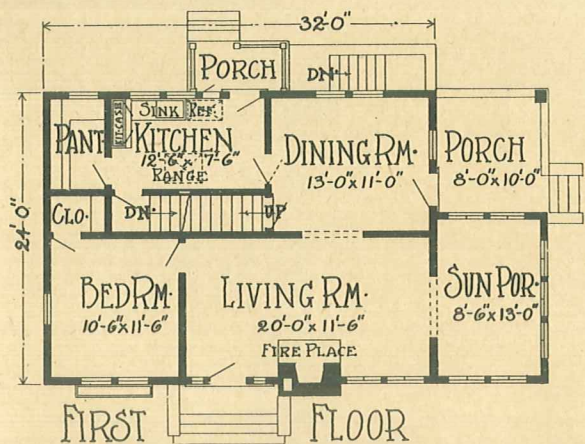 32'-0"
PORCH
DN.
SINK REF.
KIT. CASE
PANT.
KITCHEN
12'-6" x 7'-6"
RANGE
DINING RM.
13'-0" x 11'-0"
PORCH
8'-0" x 10'-0"
24'-0"
CLO.
DN.
UP
BED RM.
10'-6" x 11'-6"
LIVING RM.
20'-0" x 11'-6"
FIRE PLACE
SUN POR.
8'-6" x 13'-0"
FIRST FLOOR